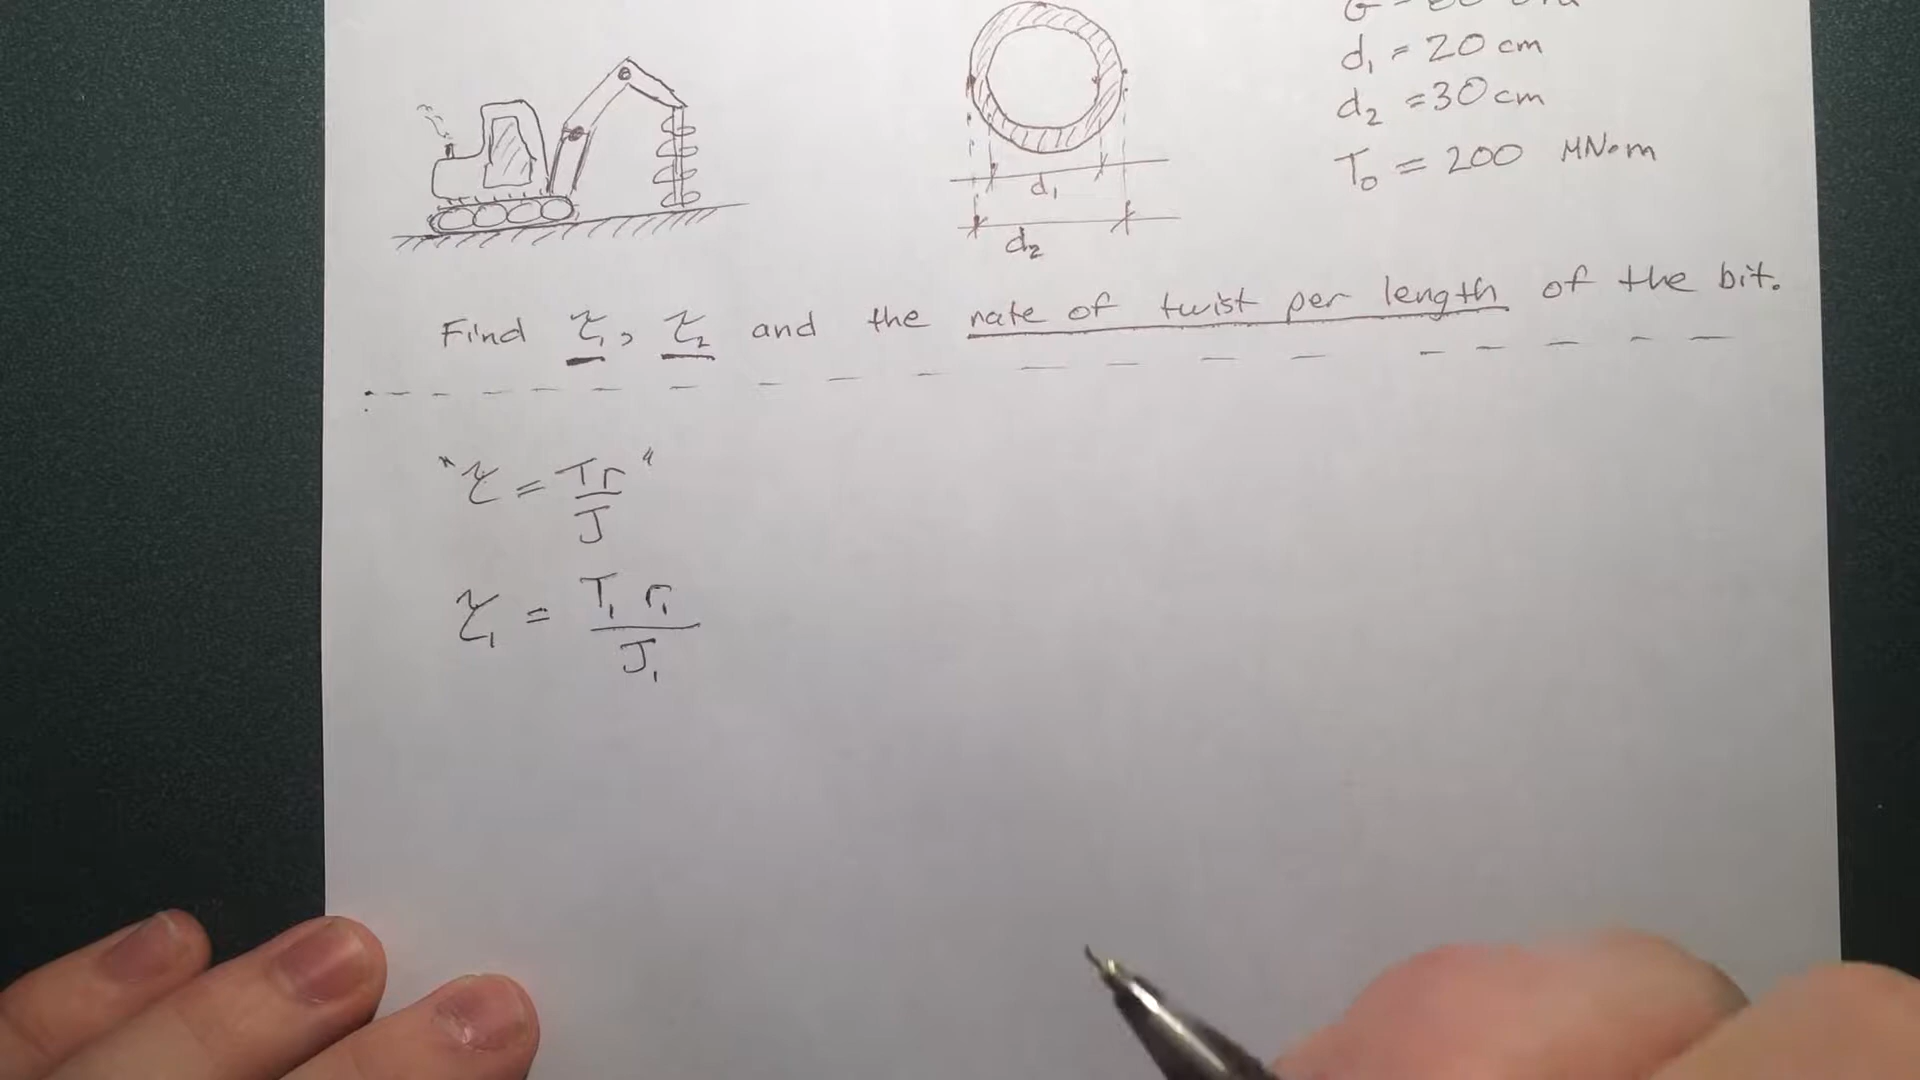 d₁ = 20 cm
d₂ = 30 cm
T₀ = 200 MN·m
d₁
d₂
Find τ₁, τ₂ and the rate of twist per length of the bit.
"τ = Tr/J"
τ₁ = T₁ r₁ / J₁